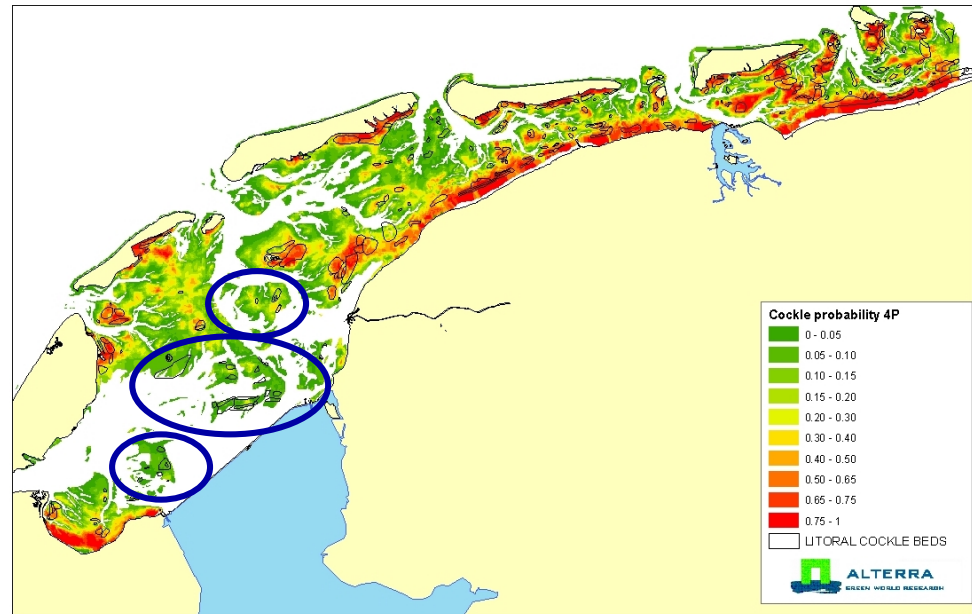 Cockle probability 4P
0 - 0.05
0.05 - 0.10
0.10 - 0.15
0.15 - 0.20
0.20 - 0.30
0.30 - 0.40
0.40 - 0.50
0.50 - 0.65
0.65 - 0.75
0.75 - 1
LITORAL COCKLE BEDS
ALTERRA
GREEN WORLD RESEARCH